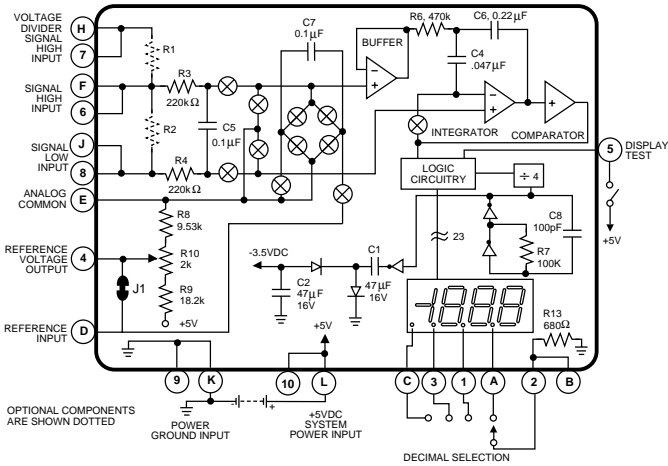 VOLTAGE
DIVIDER
SIGNAL
HIGH
INPUT
H
7
R1
SIGNAL
HIGH
INPUT
F
6
R2
SIGNAL
LOW
INPUT
J
8
ANALOG
COMMON
E
R3
220kΩ
C5
0.1µF
R4
220kΩ
C7
0.1µF
BUFFER
−
+
R6, 470k
C6, 0.22µF
C4
.047µF
−
+
INTEGRATOR
+
COMPARATOR
5
DISPLAY
TEST
+5V
LOGIC
CIRCUITRY
÷ 4
C8
100pF
R7
100K
23
R8
9.53k
R10
2k
R9
18.2k
+5V
REFERENCE
VOLTAGE
OUTPUT
4
J1
REFERENCE
INPUT
D
-3.5VDC
C1
47µF
16V
C2
47µF
16V
-1.8.8.8
R13
680Ω
+5V
9
K
10
L
C
3
1
A
2
B
OPTIONAL COMPONENTS
ARE SHOWN DOTTED
POWER
GROUND INPUT
- +
+5VDC
SYSTEM
POWER INPUT
DECIMAL SELECTION